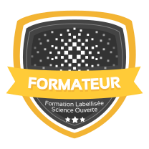 FORMATEUR
Formation Labellisée
Science Ouverte